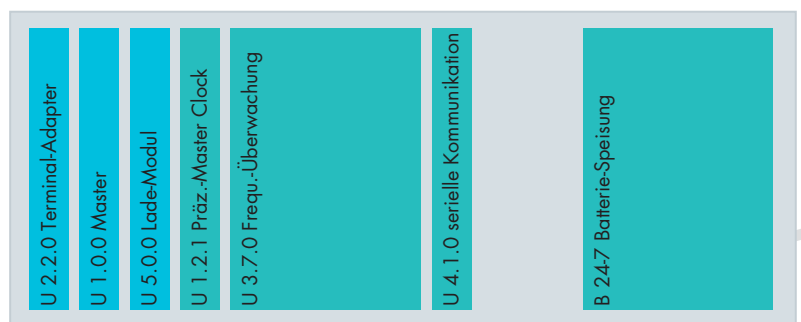 U 2.2.0 Terminal-Adapter
U 1.0.0 Master
U 5.0.0 Lade-Modul
U 1.2.1 Präz.-Master Clock
U 3.7.0 Frequ.-Überwachung
U 4.1.0 serielle Kommunikation
B 24-7 Batterie-Speisung